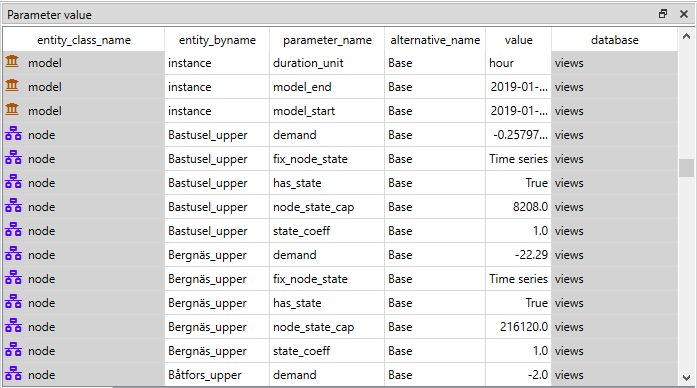 Parameter value
entity_class_name entity_byname parameter_name alternative_name value database
model instance duration_unit Base hour views
model instance model_end Base 2019-01-... views
model instance model_start Base 2019-01-... views
node Bastusel_upper demand Base -0.25797... views
node Bastusel_upper fix_node_state Base Time series views
node Bastusel_upper has_state Base True views
node Bastusel_upper node_state_cap Base 8208.0 views
node Bastusel_upper state_coeff Base 1.0 views
node Bergnäs_upper demand Base -22.29 views
node Bergnäs_upper fix_node_state Base Time series views
node Bergnäs_upper has_state Base True views
node Bergnäs_upper node_state_cap Base 216120.0 views
node Bergnäs_upper state_coeff Base 1.0 views
node Båtfors_upper demand Base -2.0 views